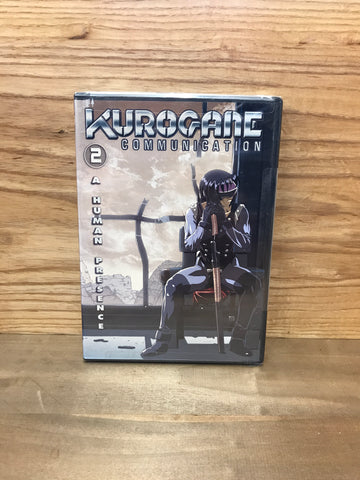 KUROGANE
COMMUNICATION
2
A HUMAN PRESENCE